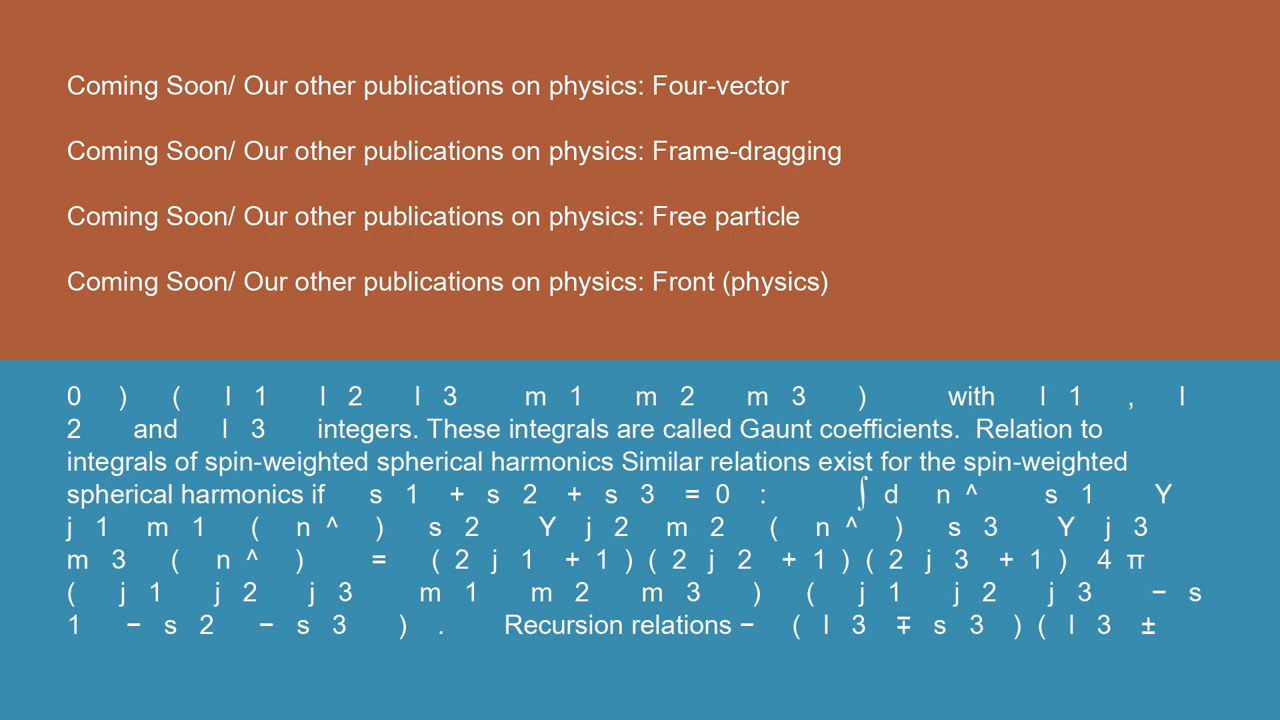 Coming Soon/ Our other publications on physics: Four-vector
Coming Soon/ Our other publications on physics: Frame-dragging
Coming Soon/ Our other publications on physics: Free particle
Coming Soon/ Our other publications on physics: Front (physics)
0 ) ( l 1 l 2 l 3 m 1 m 2 m 3 ) with l 1 , l
2 and l 3 integers. These integrals are called Gaunt coefficients. Relation to
integrals of spin-weighted spherical harmonics Similar relations exist for the spin-weighted
spherical harmonics if s 1 + s 2 + s 3 = 0 : ∫ d n ^ s 1 Y
j 1 m 1 ( n ^ ) s 2 Y j 2 m 2 ( n ^ ) s 3 Y j 3
m 3 ( n ^ ) = ( 2 j 1 + 1 ) ( 2 j 2 + 1 ) ( 2 j 3 + 1 ) 4 π
( j 1 j 2 j 3 m 1 m 2 m 3 ) ( j 1 j 2 j 3 − s
1 − s 2 − s 3 ) . Recursion relations − ( l 3 ∓ s 3 ) ( l 3 ±